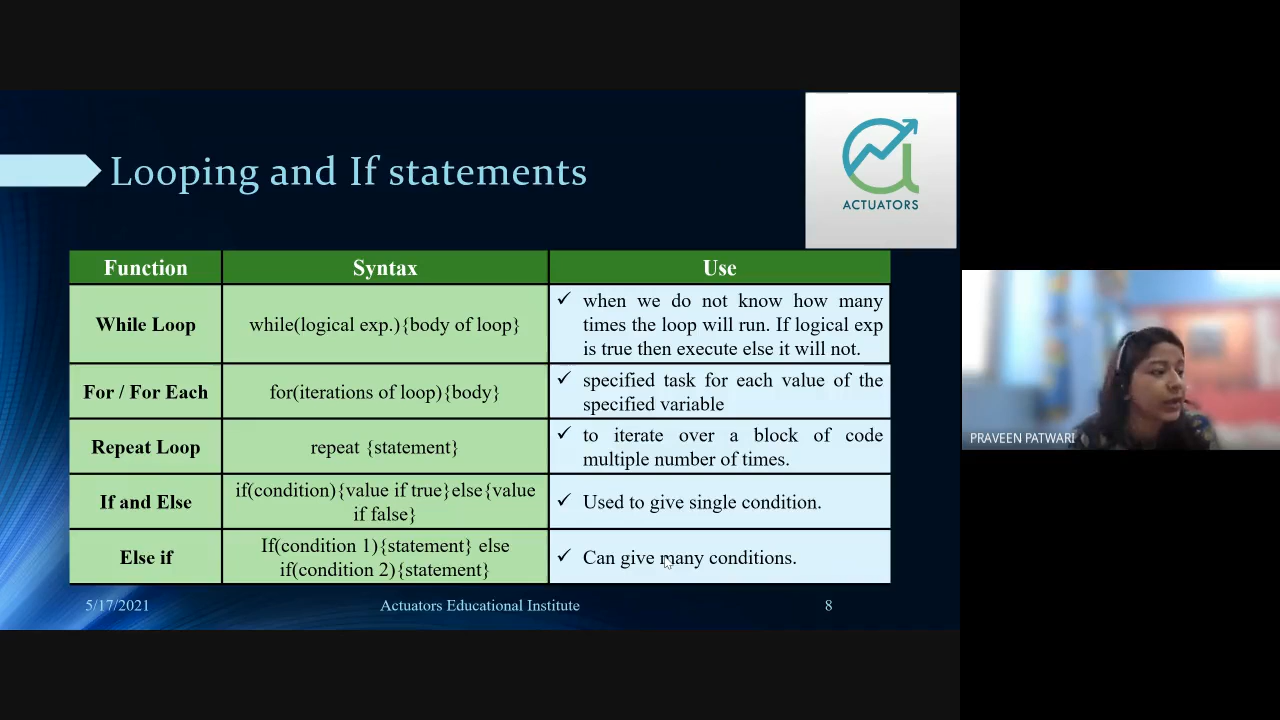 Looping and If statements
ACTUATORS
Function Syntax Use
While Loop while(logical exp.){body of loop} ✓ when we do not know how many
times the loop will run. If logical exp
is true then execute else it will not.
For / For Each for(iterations of loop){body} ✓ specified task for each value of the
specified variable
Repeat Loop repeat {statement} ✓ to iterate over a block of code
multiple number of times.
If and Else if(condition){value if true}else{value
if false} ✓ Used to give single condition.
Else if If(condition 1){statement} else
if(condition 2){statement} ✓ Can give many conditions.
5/17/2021 Actuators Educational Institute 8
PRAVEEN PATWARI